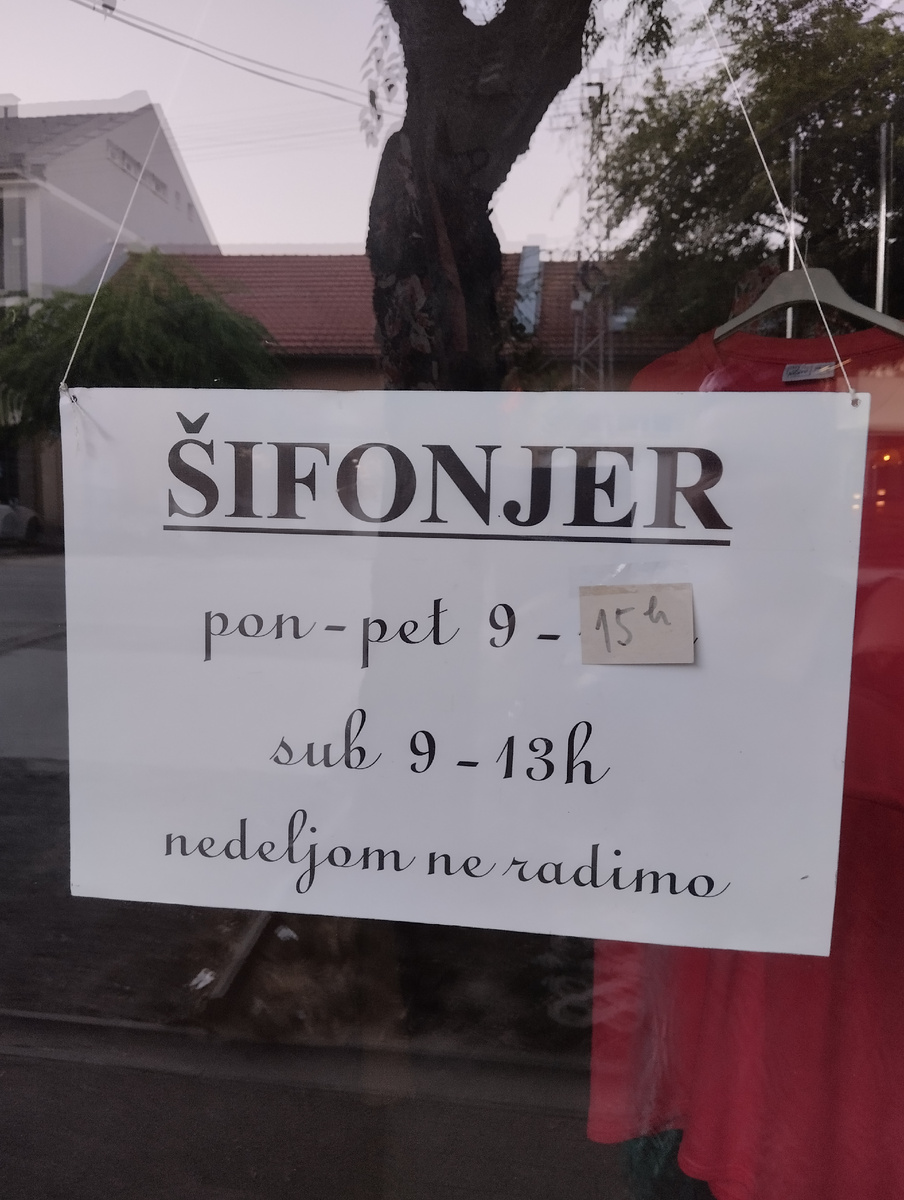 ŠIFONJER
pon-pet 9 - 15h
sub 9-13h
nedeljom ne radimo